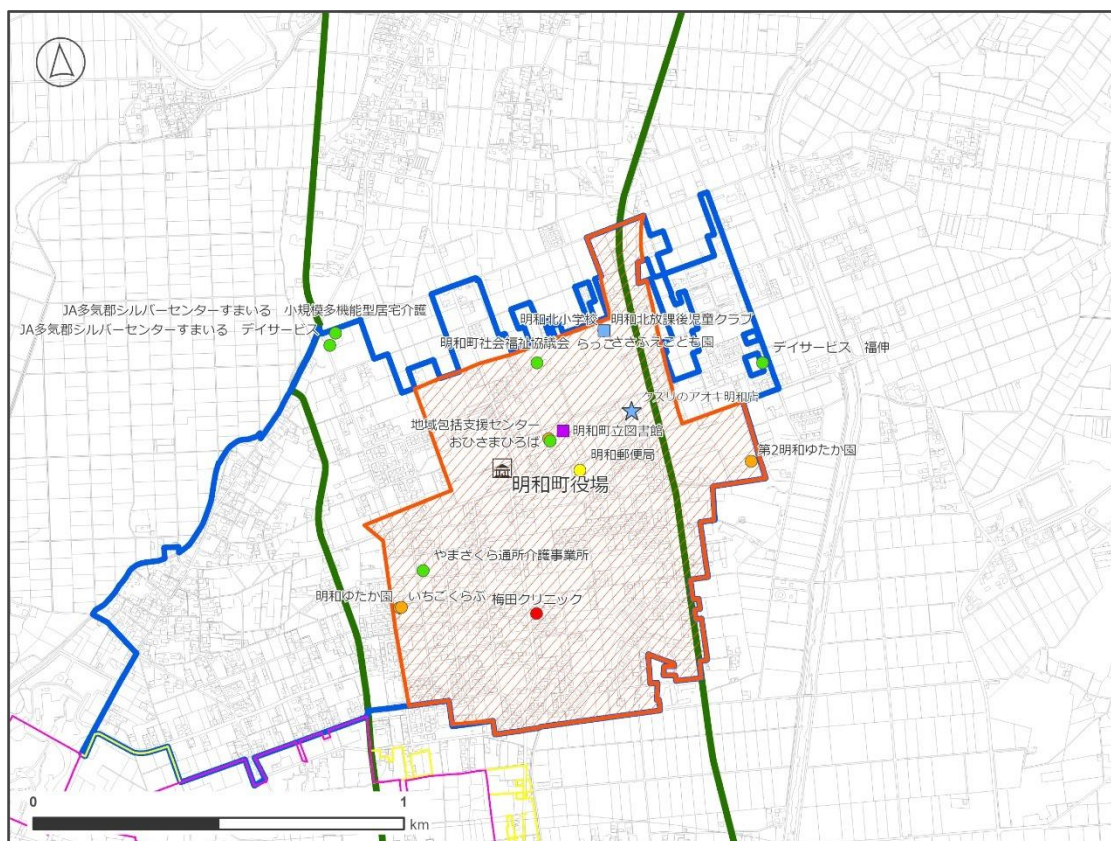 JA多気郡シルバーセンターすまいる 小規模多機能型居宅介護
JA多気郡シルバーセンターすまいる デイサービス
明和北小学校
明和北放課後児童クラブ
明和町社会福祉協議会 らっこ
ささふえこども園
デイサービス 福伸
クスリのアオキ明和店
地域包括支援センター
明和町立図書館
おひさまひろば
明和郵便局
第2明和ゆたか園
明和町役場
やまさくら通所介護事業所
明和ゆたか園
いちごくらぶ
梅田クリニック
0
1
km